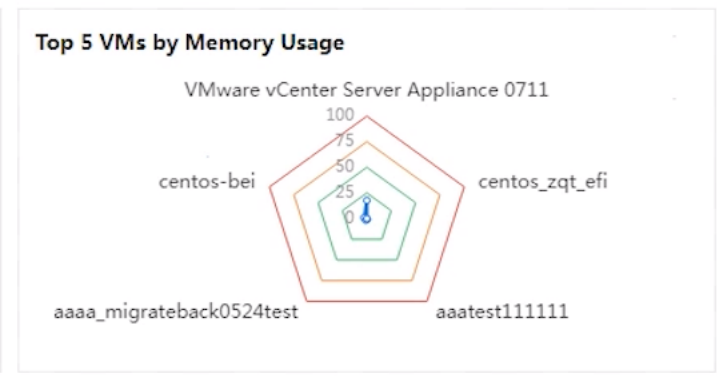 Top 5 VMs by Memory Usage
VMware vCenter Server Appliance 0711
100
75
50
25
0
centos-bei
centos_zqt_efi
aaaa_migrateback0524test
aaatest111111